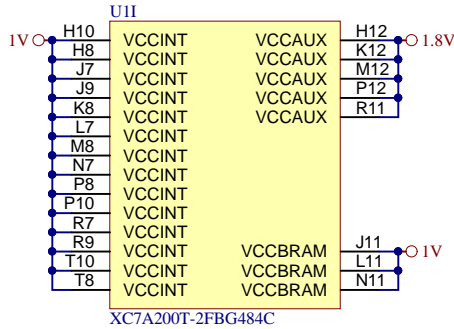 U1I
1V H10 VCCINT VCCAUX H12 1.8V
H8 VCCINT VCCAUX K12
J7 VCCINT VCCAUX M12
J9 VCCINT VCCAUX P12
K8 VCCINT VCCAUX R11
L7 VCCINT
M8 VCCINT
N7 VCCINT
P8 VCCINT
P10 VCCINT
R7 VCCINT
R9 VCCINT VCCBRAM J11 1V
T10 VCCINT VCCBRAM L11
T8 VCCINT VCCBRAM N11
XC7A200T-2FBG484C